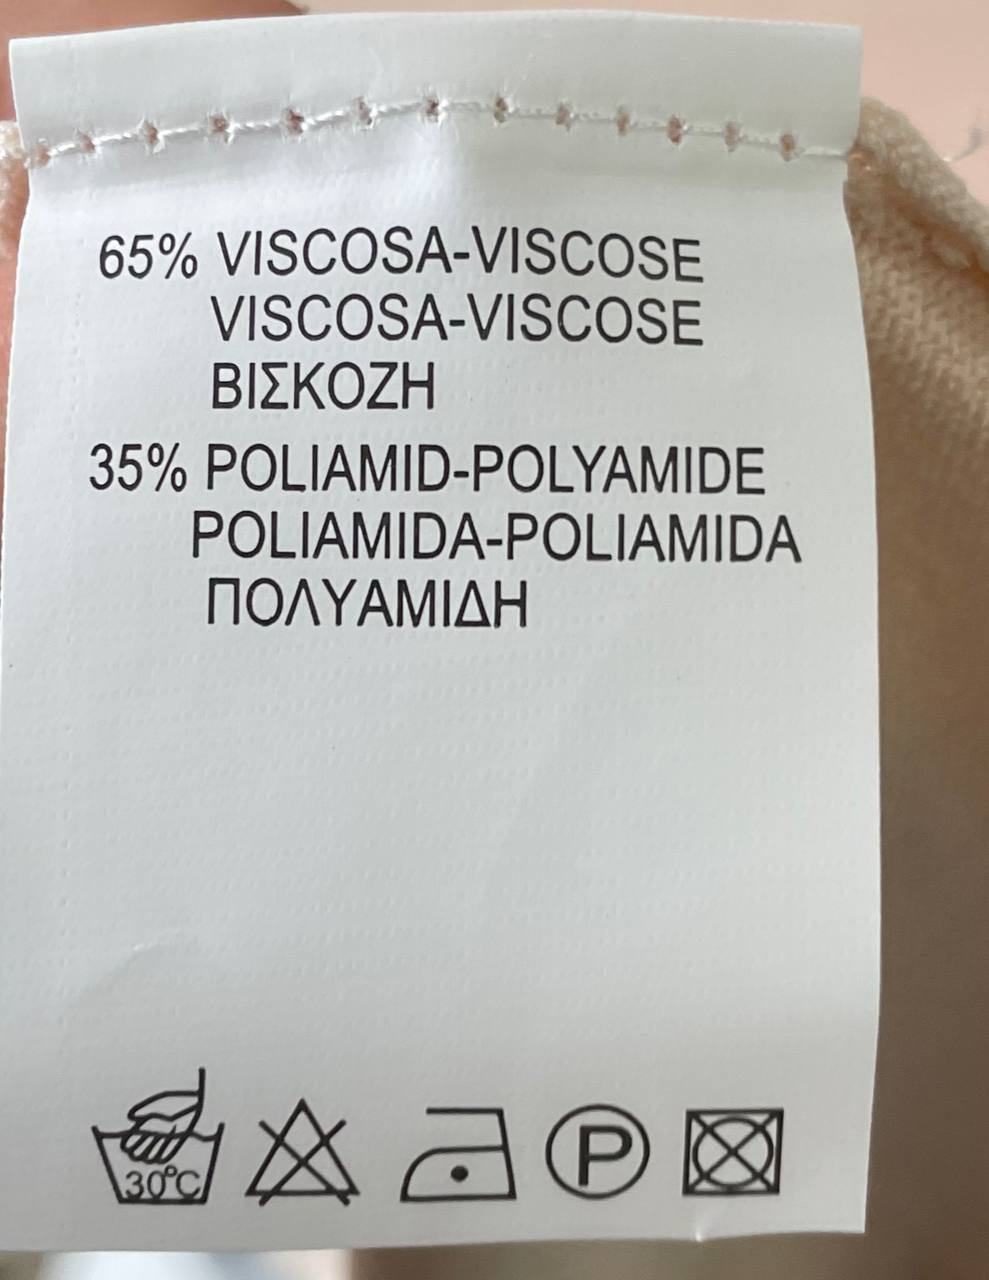 65% VISCOSA-VISCOSE
VISCOSA-VISCOSE
ΒΙΣΚΟΖΗ
35% POLIAMID-POLYAMIDE
POLIAMIDA-POLIAMIDA
ΠΟΛΥΑΜΙΔΗ
30°C P